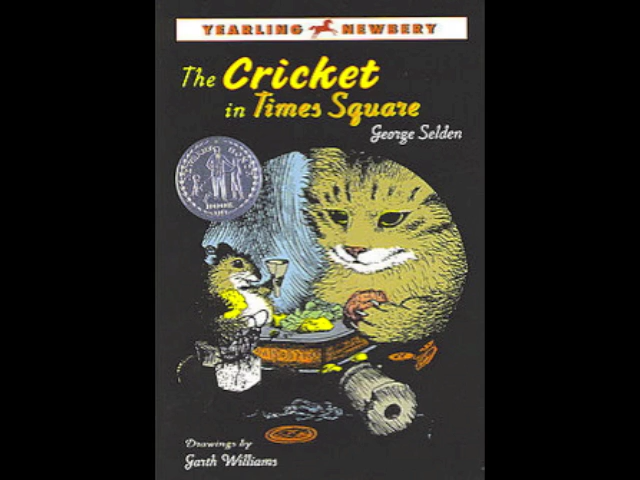 YEARLING NEWBERY
The Cricket
in Times Square
George Selden
Drawings by
Garth Williams